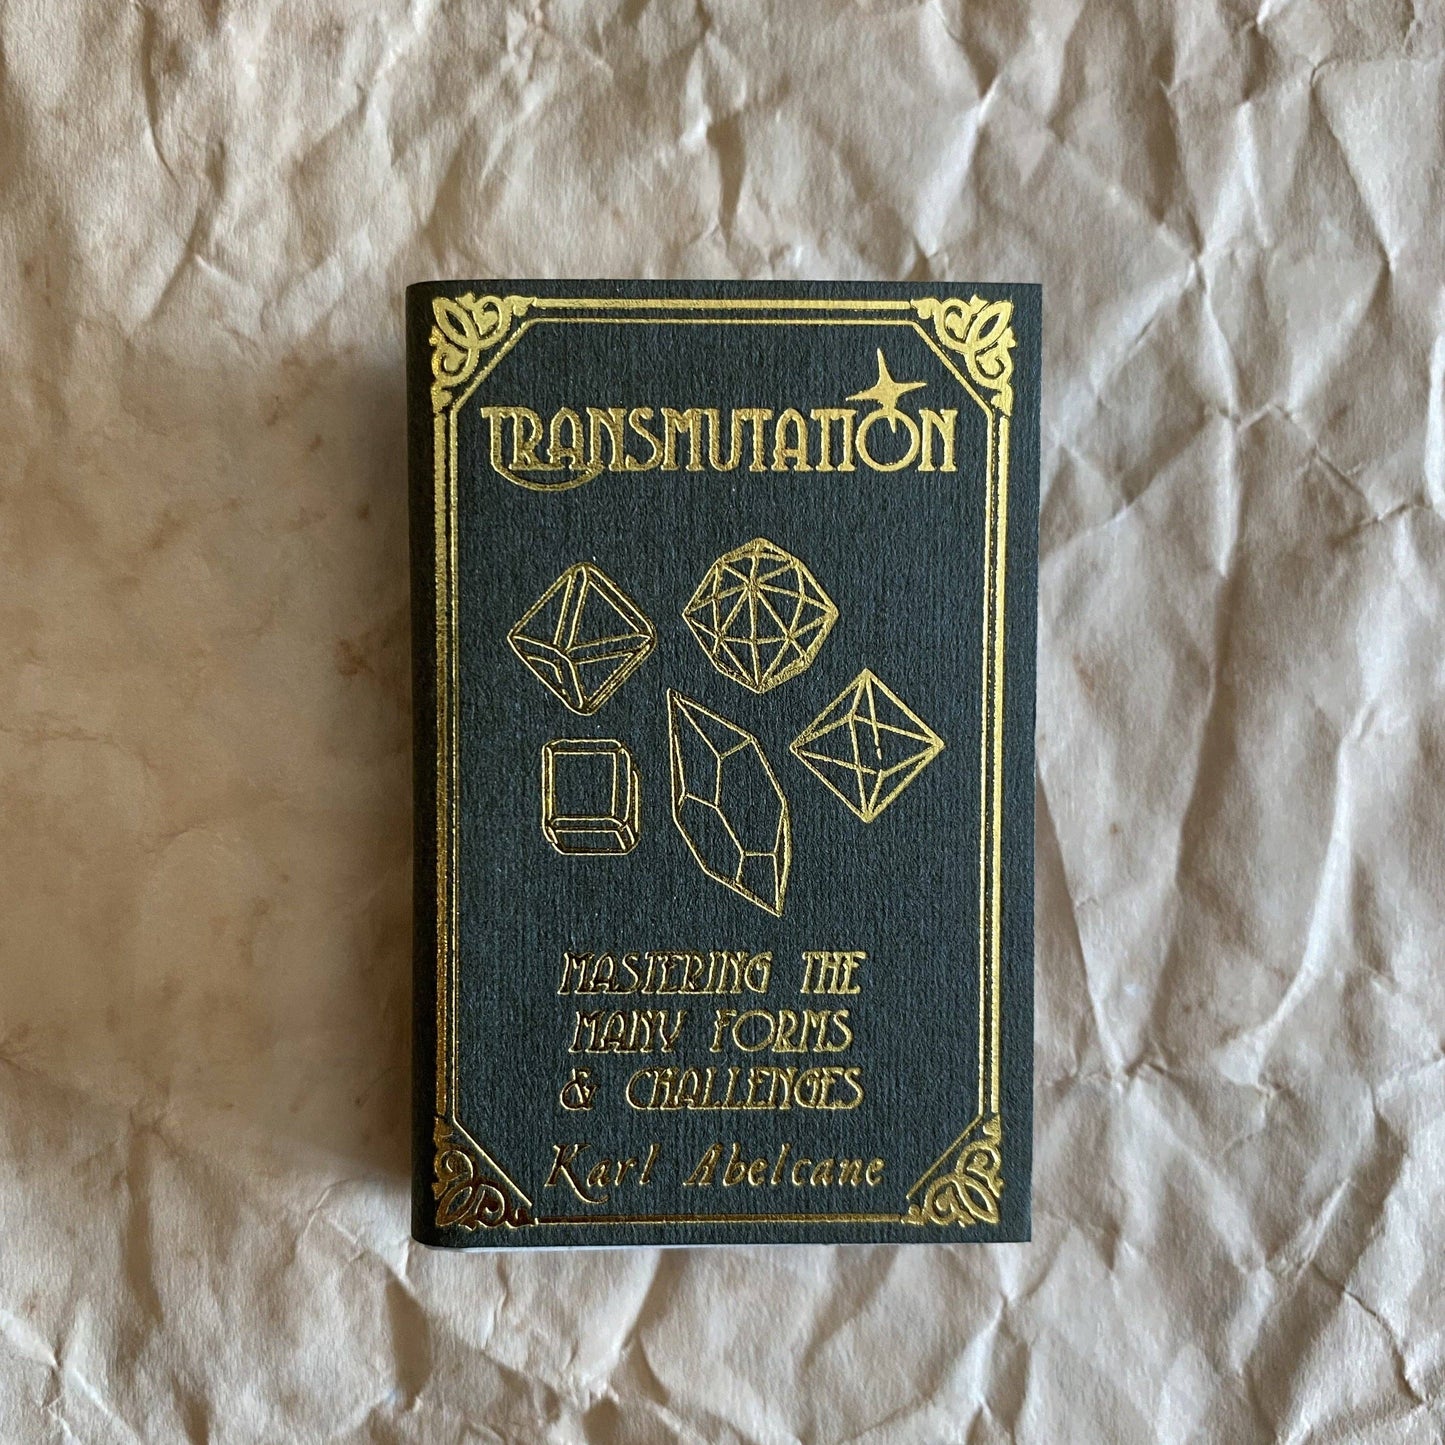 TRANSMUTATION
MASTERING THE
MANY FORMS
& CHALLENGES
Karl Abelcane